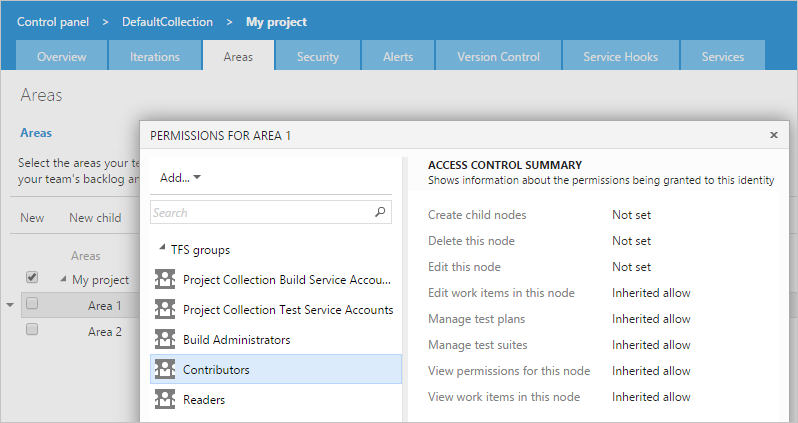 Control panel > DefaultCollection > My project
Overview
Iterations
Areas
Security
Alerts
Version Control
Service Hooks
Services
Areas
Areas
Select the areas your te
your team's backlog an
New New child
Areas
My project
Area 1
Area 2
PERMISSIONS FOR AREA 1
Add...
Search
TFS groups
Project Collection Build Service Accou...
Project Collection Test Service Accounts
Build Administrators
Contributors
Readers
ACCESS CONTROL SUMMARY
Shows information about the permissions being granted to this identity
Create child nodes Not set
Delete this node Not set
Edit this node Not set
Edit work items in this node Inherited allow
Manage test plans Inherited allow
Manage test suites Inherited allow
View permissions for this node Inherited allow
View work items in this node Inherited allow